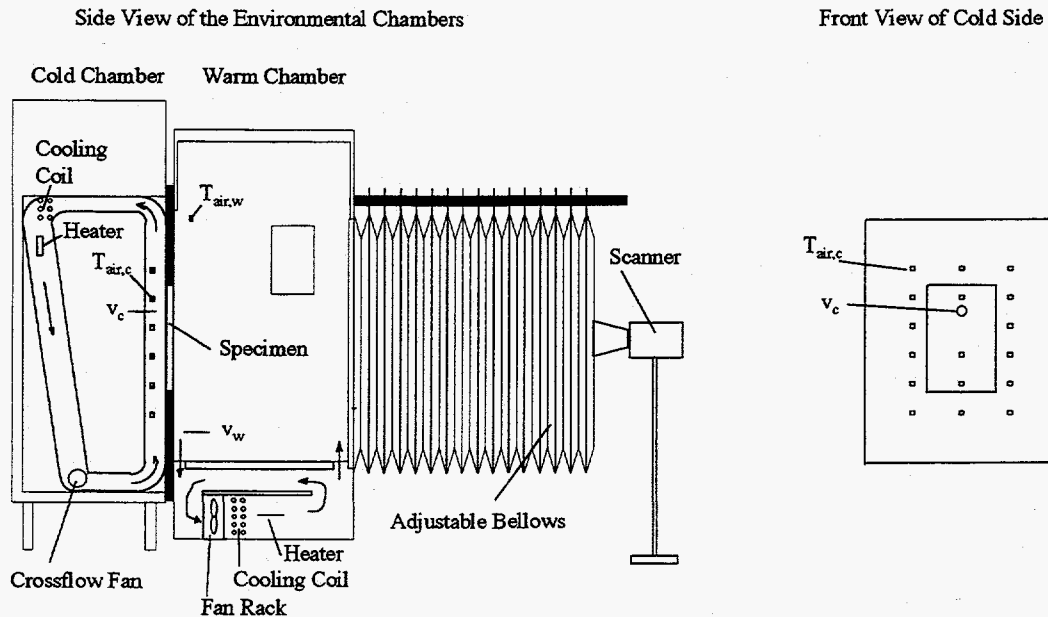 Side View of the Environmental Chambers
Front View of Cold Side
Cold Chamber
Warm Chamber
Cooling
Coil
Heater
T_air,c
v_c
T_air,w
Specimen
v_w
Scanner
Adjustable Bellows
Heater
Cooling Coil
Fan Rack
Crossflow Fan
T_air,c
v_c